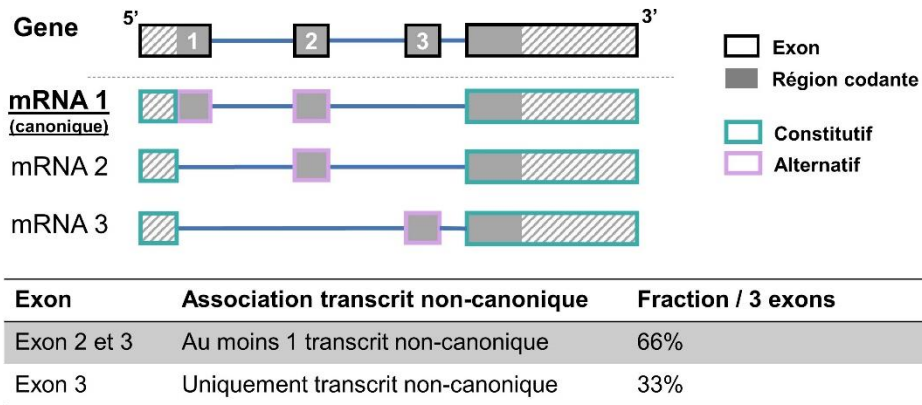 5’ 3’
Gene 1 2 3
Exon
Région codante
mRNA 1
(canonique)
Constitutif
mRNA 2
Alternatif
mRNA 3
Exon Association transcrit non-canonique Fraction / 3 exons
Exon 2 et 3 Au moins 1 transcrit non-canonique 66%
Exon 3 Uniquement transcrit non-canonique 33%